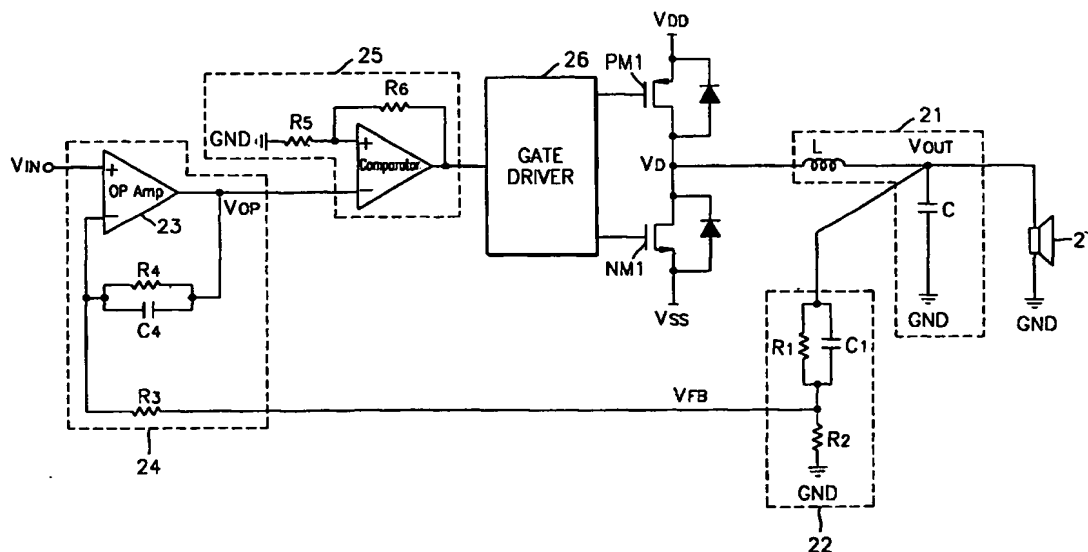 VDD
25
26
PM1
R6
21
GND
R5
+
Comparator
−
L
VOUT
VIN
+
OP Amp
−
23
VOP
GATE
DRIVER
VD
C
2
NM1
R4
C4
VSS
GND
GND
R1
C1
R3
VFB
R2
24
GND
22